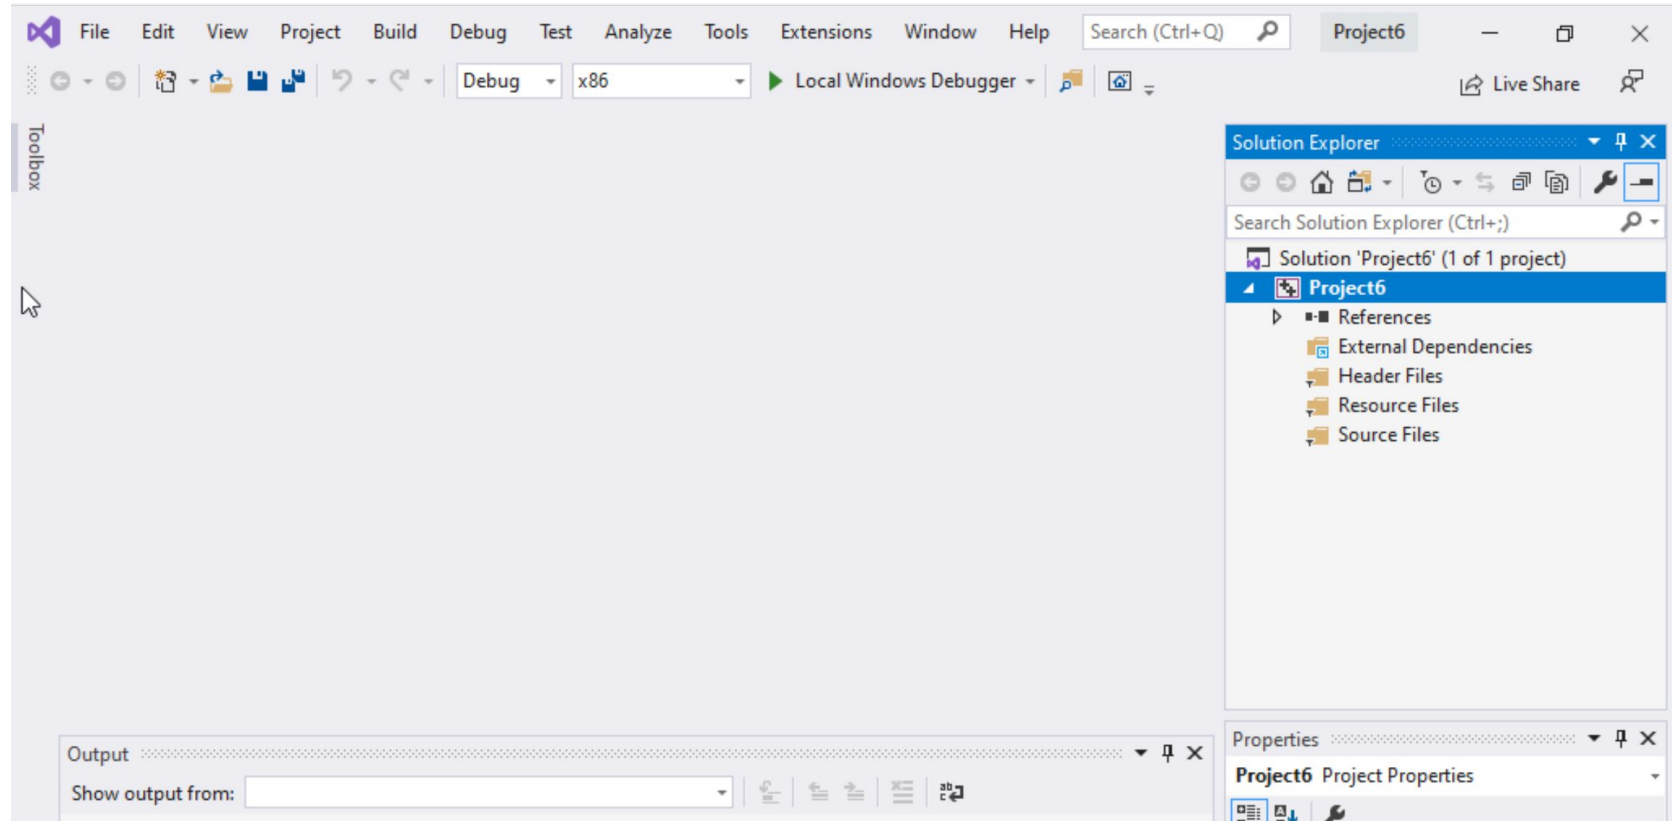 File Edit View Project Build Debug Test Analyze Tools Extensions Window Help Search (Ctrl+Q) Project6
Debug x86 Local Windows Debugger Live Share
Toolbox
Solution Explorer
Search Solution Explorer (Ctrl+;)
Solution 'Project6' (1 of 1 project)
Project6
References
External Dependencies
Header Files
Resource Files
Source Files
Output
Show output from:
Properties
Project6 Project Properties